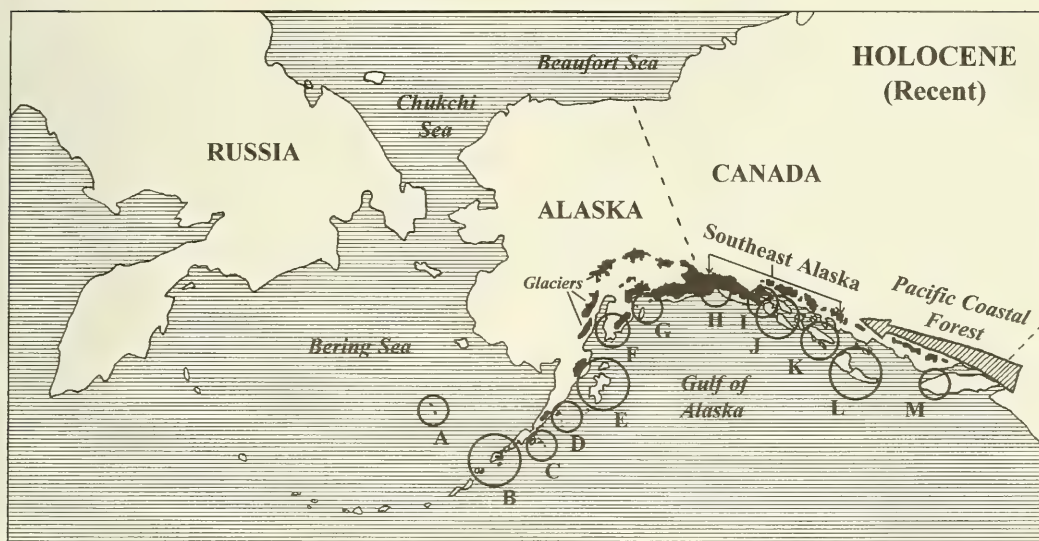 HOLOCENE
(Recent)
Beaufort Sea
Chukchi
Sea
RUSSIA
CANADA
ALASKA
Southeast Alaska
Glaciers
Pacific Coastal
Forest
Bering Sea
Gulf of
Alaska
A
B
C
D
E
F
G
H
I
J
K
L
M